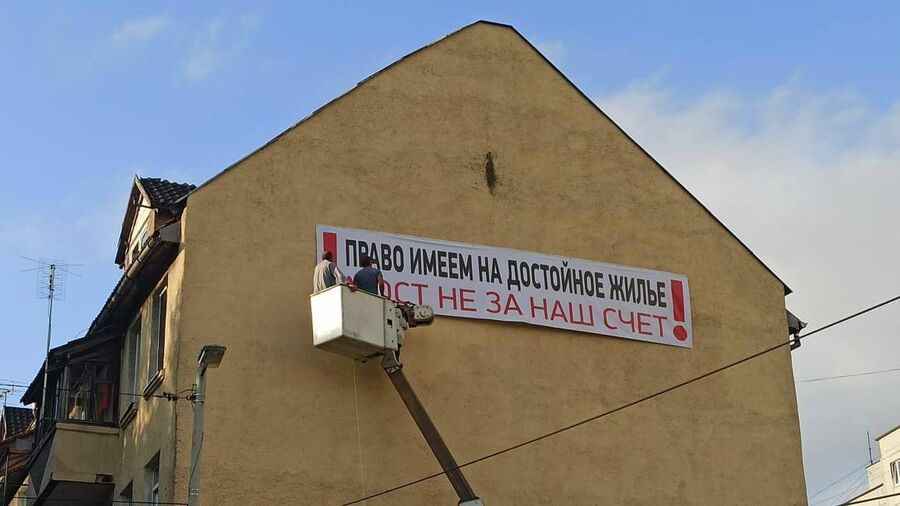 ! ПРАВО ИМЕЕМ НА ДОСТОЙНОЕ ЖИЛЬЕ !
НЕ ЗА НАШ СЧЕТ